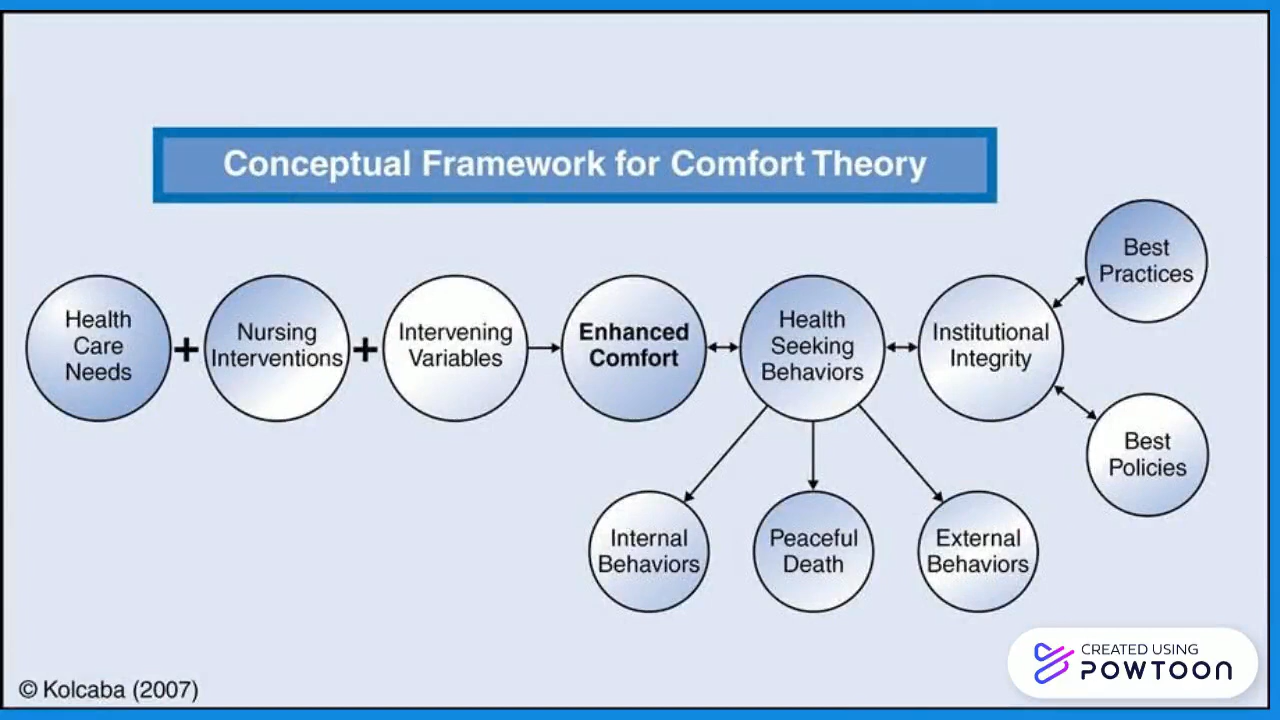 Conceptual Framework for Comfort Theory
Health
Care
Needs
+
Nursing
Interventions
+
Intervening
Variables
Enhanced
Comfort
Health
Seeking
Behaviors
Institutional
Integrity
Best
Practices
Best
Policies
Internal
Behaviors
Peaceful
Death
External
Behaviors
© Kolcaba (2007)
CREATED USING
POWTOON